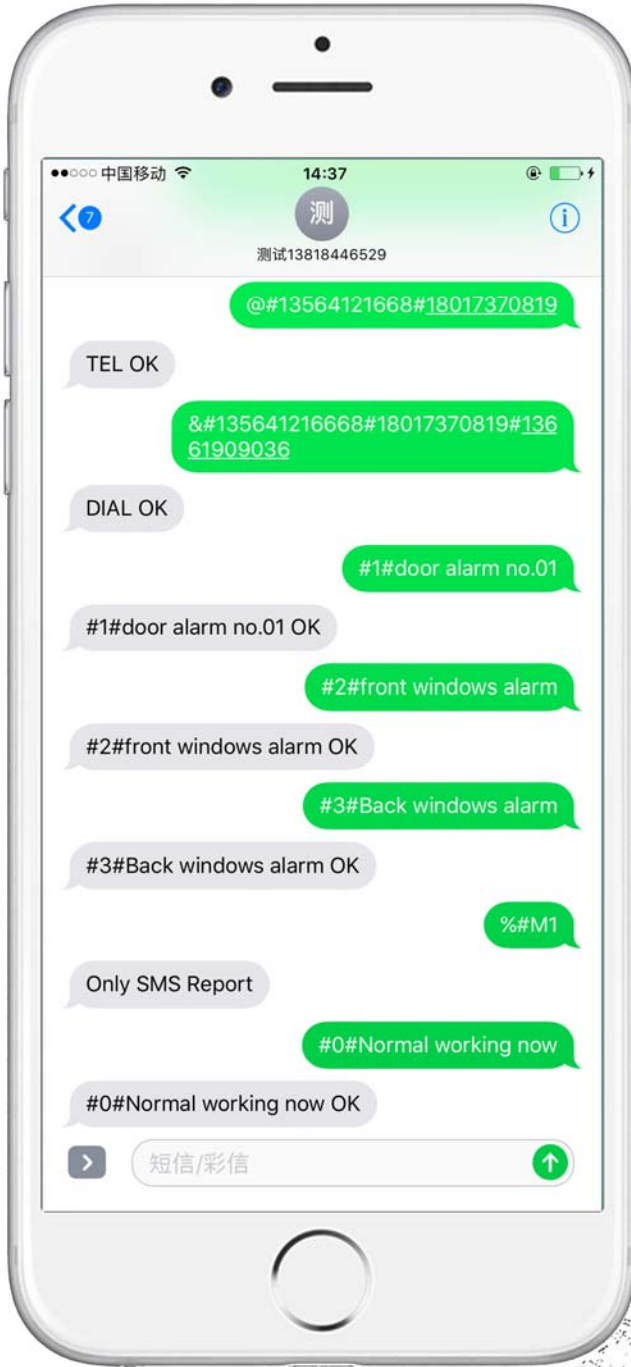 中国移动
14:37
7
测
测试13818446529
@#13564121668#18017370819
TEL OK
&#135641216668#18017370819#136
61909036
DIAL OK
#1#door alarm no.01
#1#door alarm no.01 OK
#2#front windows alarm
#2#front windows alarm OK
#3#Back windows alarm
#3#Back windows alarm OK
%#M1
Only SMS Report
#0#Normal working now
#0#Normal working now OK
短信/彩信